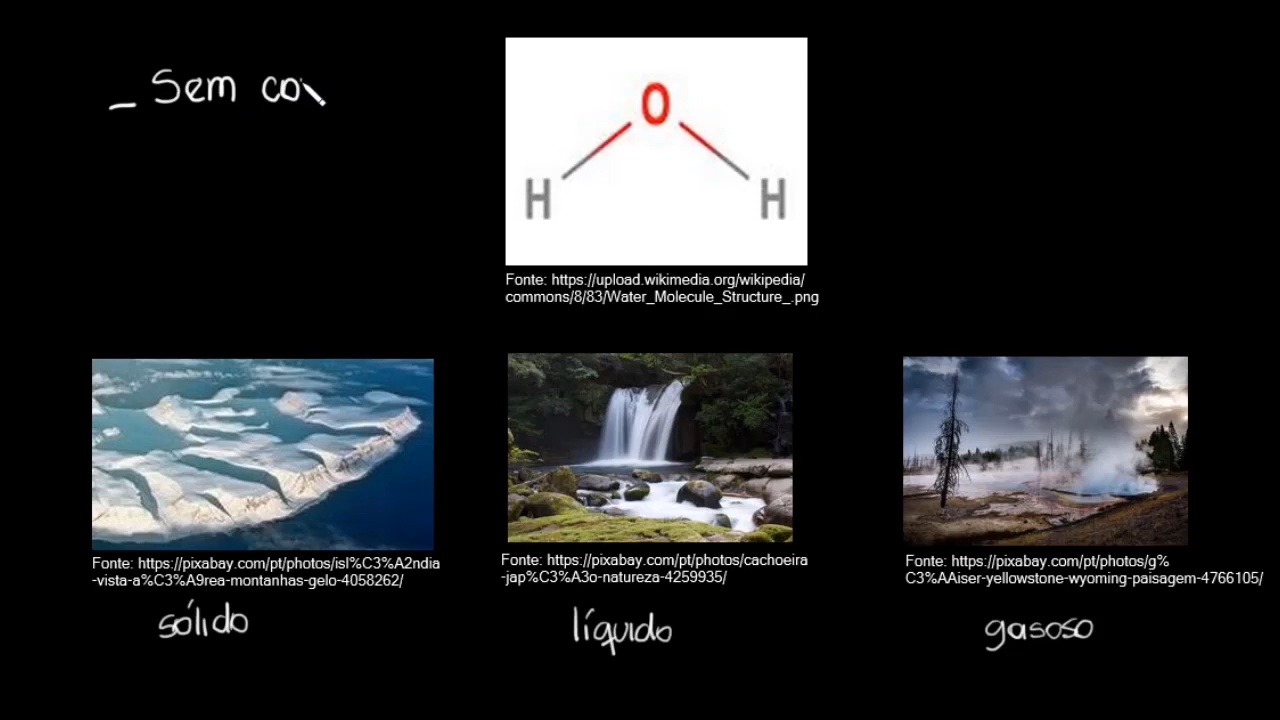 _ Sem co
O
H H
Fonte: https://upload.wikimedia.org/wikipedia/
commons/8/83/Water_Molecule_Structure_.png
Fonte: https://pixabay.com/pt/photos/isl%C3%A2ndia
-vista-a%C3%A9rea-montanhas-gelo-4058262/
sólido
Fonte: https://pixabay.com/pt/photos/cachoeira
-jap%C3%A3o-natureza-4259935/
líquido
Fonte: https://pixabay.com/pt/photos/g%
C3%AAiser-yellowstone-wyoming-paisagem-4766105/
gasoso